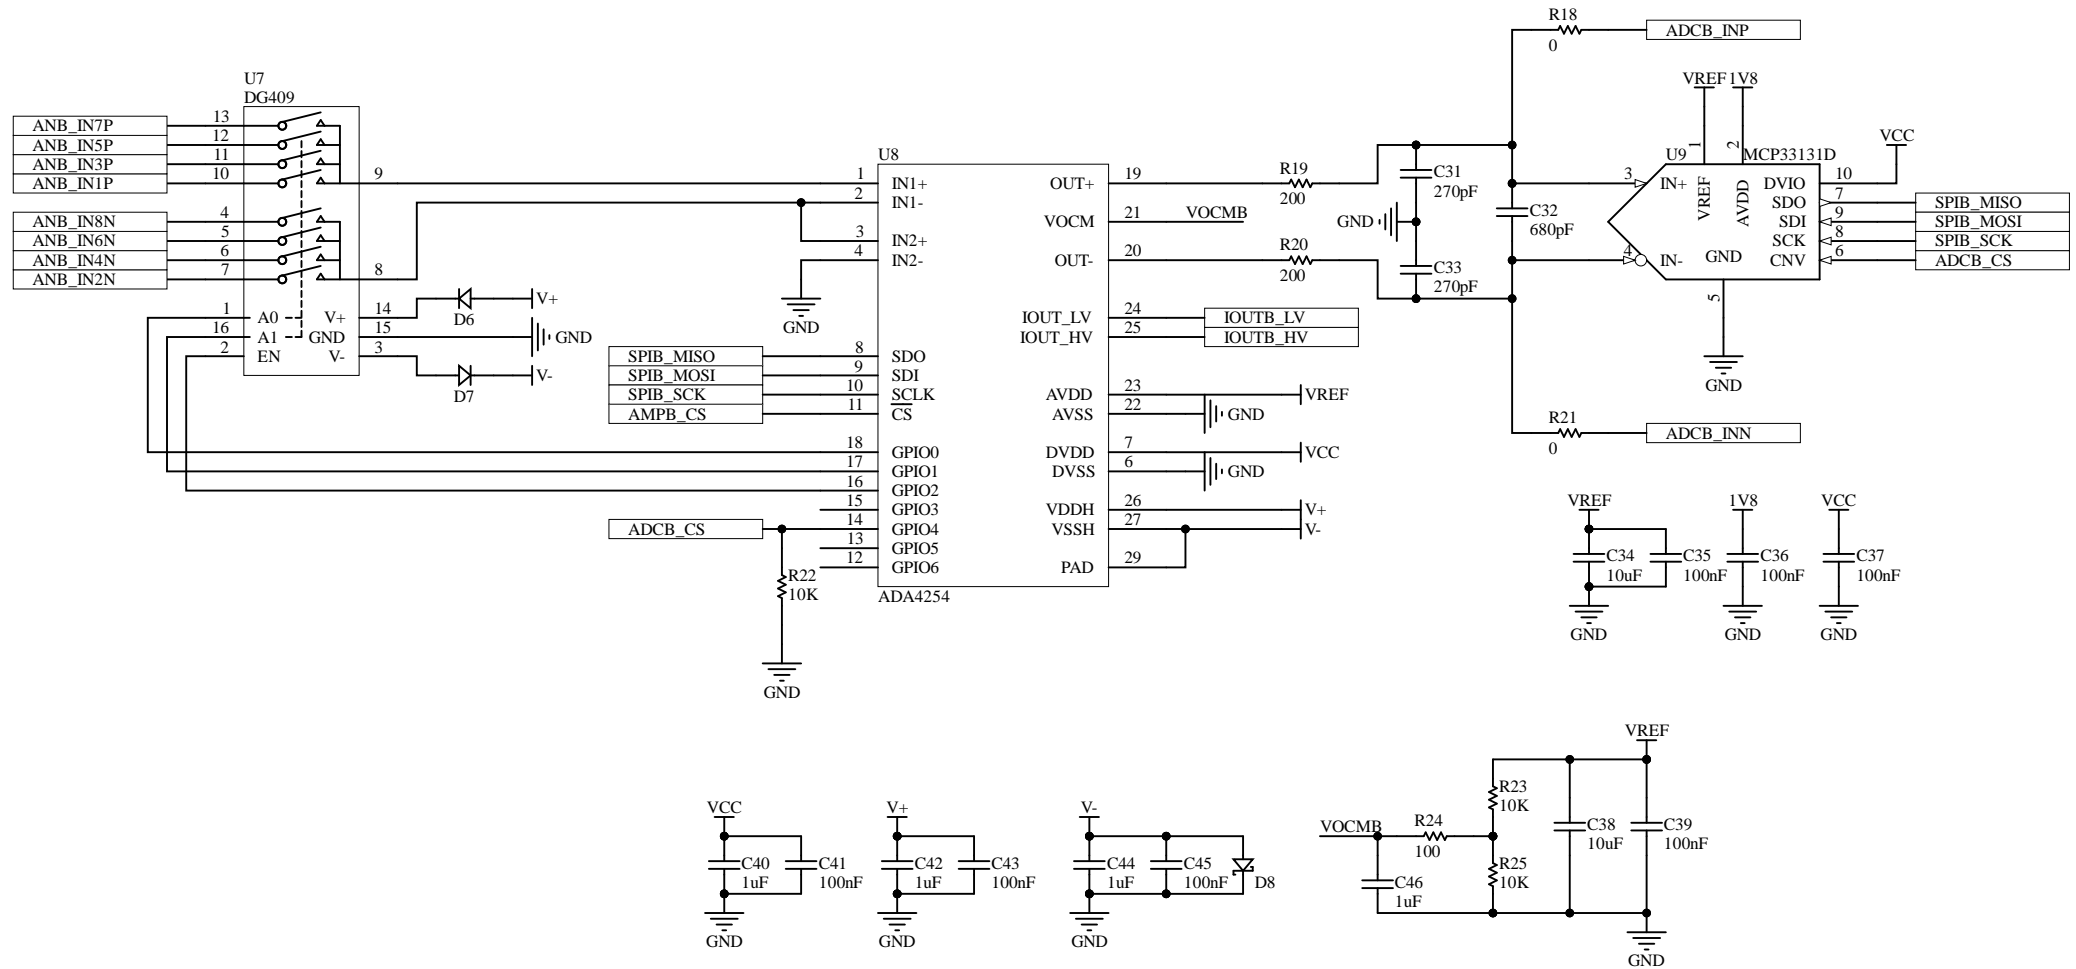 R18
0
ADCB_INP
U7
DG409
VREF
1V8
ANB_IN7P
13
ANB_IN5P
12
ANB_IN3P
11
ANB_IN1P
10
9
ANB_IN8N
4
ANB_IN6N
5
ANB_IN4N
6
ANB_IN2N
7
8
1
A0
16
A1
2
EN
V+
14
GND
15
V-
3
D6
V+
GND
D7
V-
U8
1
IN1+
2
IN1-
3
IN2+
4
IN2-
GND
SPIB_MISO
8
SDO
SPIB_MOSI
9
SDI
SPIB_SCK
10
SCLK
AMPB_CS
11
CS
18
GPIO0
17
GPIO1
16
GPIO2
15
GPIO3
ADCB_CS
14
GPIO4
13
GPIO5
12
GPIO6
R22
10K
GND
ADA4254
OUT+
19
VOCM
21
VOCMB
OUT-
20
IOUT_LV
24
IOUTB_LV
IOUT_HV
25
IOUTB_HV
AVDD
23
VREF
AVSS
22
GND
DVDD
7
VCC
DVSS
6
GND
VDDH
26
V+
VSSH
27
V-
PAD
29
R19
200
R20
200
C31
270pF
GND
C33
270pF
C32
680pF
U9
MCP33131D
1
2
VREF
AVDD
3
IN+
4
IN-
GND
5
GND
VCC
DVIO
10
SDO
7
SPIB_MISO
SDI
9
SPIB_MOSI
SCK
8
SPIB_SCK
CNV
6
ADCB_CS
R21
0
ADCB_INN
VREF
C34
10uF
C35
100nF
GND
1V8
C36
100nF
GND
VCC
C37
100nF
GND
VCC
C40
1uF
C41
100nF
GND
V+
C42
1uF
C43
100nF
GND
V-
C44
1uF
C45
100nF
D8
GND
VREF
R23
10K
VOCMB
R24
100
C38
10uF
C39
100nF
R25
10K
C46
1uF
GND